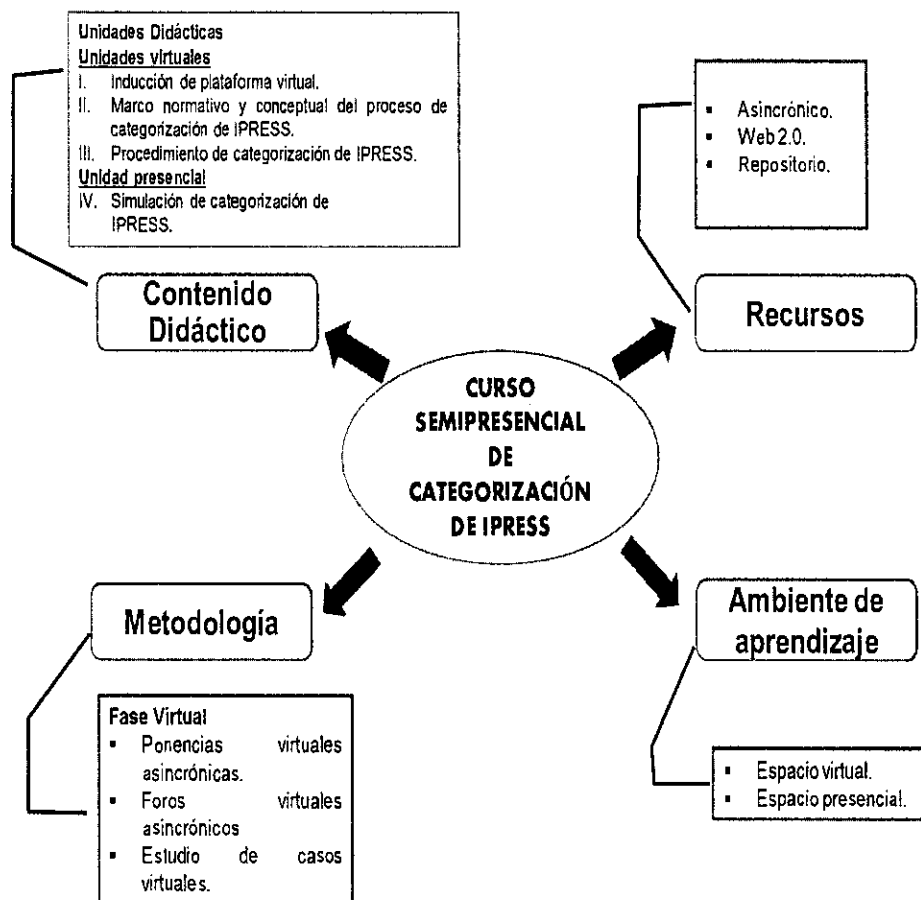 Unidades Didácticas
Unidades virtuales
I. Inducción de plataforma virtual.
II. Marco normativo y conceptual del proceso de
categorización de IPRESS.
III. Procedimiento de categorización de IPRESS.
Unidad presencial
IV. Simulación de categorización de
IPRESS.
Contenido
Didáctico
▪ Asincrónico.
▪ Web 2.0.
▪ Repositorio.
Recursos
CURSO
SEMIPRESENCIAL
DE
CATEGORIZACIÓN
DE IPRESS
Metodología
Fase Virtual
▪ Ponencias virtuales
asincrónicas.
▪ Foros virtuales
asincrónicos
▪ Estudio de casos
virtuales.
Ambiente de
aprendizaje
▪ Espacio virtual.
▪ Espacio presencial.